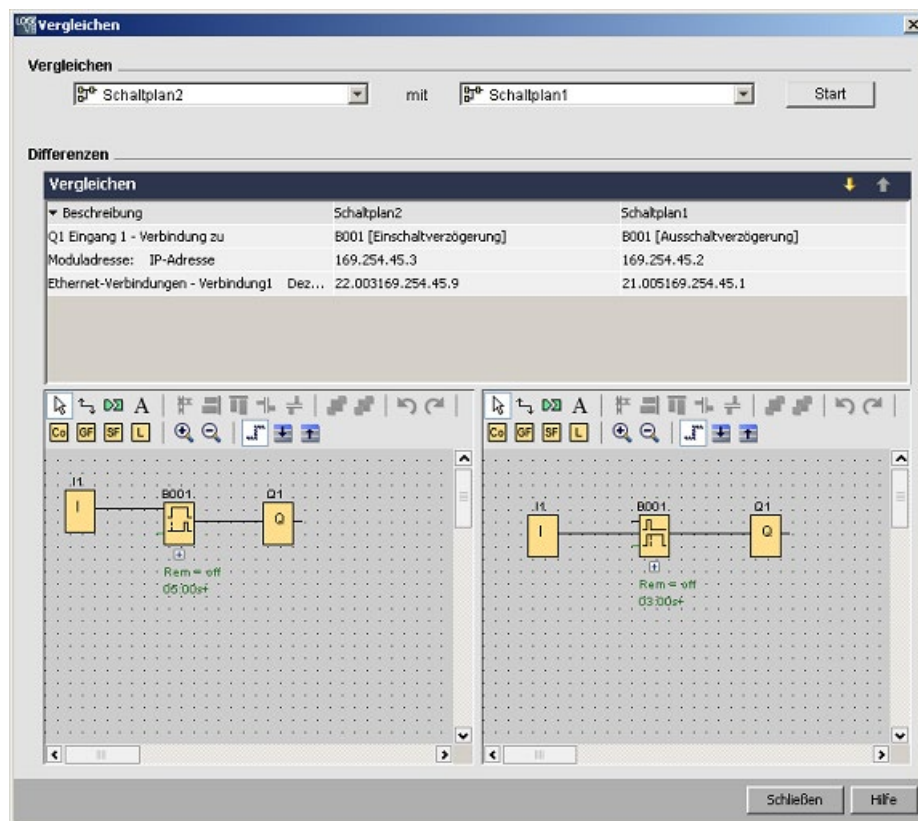 Vergleichen
Vergleichen
Schaltplan2 mit Schaltplan1 Start
Differenzen
Vergleichen
Beschreibung Schaltplan2 Schaltplan1
Q1 Eingang 1 - Verbindung zu B001 [Einschaltverzögerung] B001 [Ausschaltverzögerung]
Moduladresse: IP-Adresse 169.254.45.3 169.254.45.2
Ethernet-Verbindungen - Verbindung1 Dez... 22.003169.254.45.9 21.005169.254.45.1
A
Co GF SF L
I1
B001
Q1
I
Q
Rem = off
05:00s+
A
Co GF SF L
I1
B001
Q1
I
Q
Rem = off
03:00s+
Schließen Hilfe